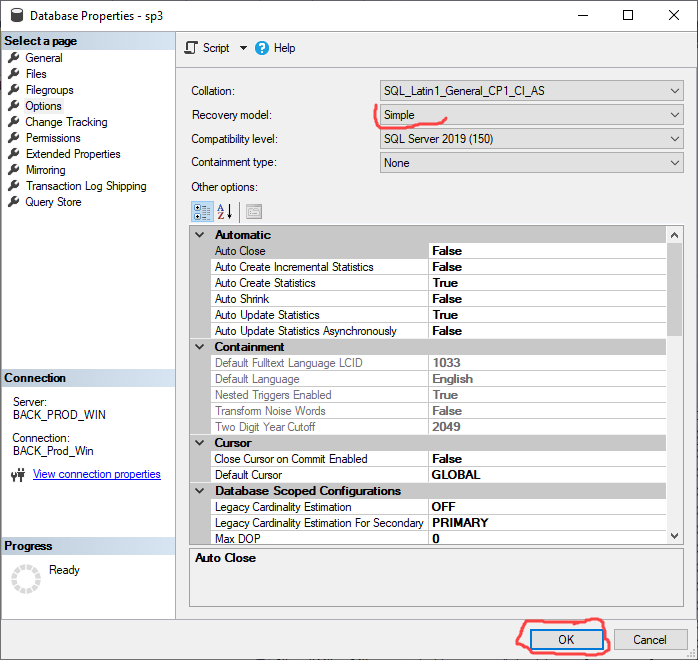 Database Properties - sp3
Select a page
General
Files
Filegroups
Options
Change Tracking
Permissions
Extended Properties
Mirroring
Transaction Log Shipping
Query Store
Connection
Server:
BACK_PROD_WIN
Connection:
BACK_Prod_Win
View connection properties
Progress
Ready
Script Help
Collation: SQL_Latin1_General_CP1_CI_AS
Recovery model: Simple
Compatibility level: SQL Server 2019 (150)
Containment type: None
Other options:
A
Z
Automatic
Auto Close False
Auto Create Incremental Statistics False
Auto Create Statistics True
Auto Shrink False
Auto Update Statistics True
Auto Update Statistics Asynchronously False
Containment
Default Fulltext Language LCID 1033
Default Language English
Nested Triggers Enabled True
Transform Noise Words False
Two Digit Year Cutoff 2049
Cursor
Close Cursor on Commit Enabled False
Default Cursor GLOBAL
Database Scoped Configurations
Legacy Cardinality Estimation OFF
Legacy Cardinality Estimation For Secondary PRIMARY
Max DOP 0
Auto Close
OK Cancel